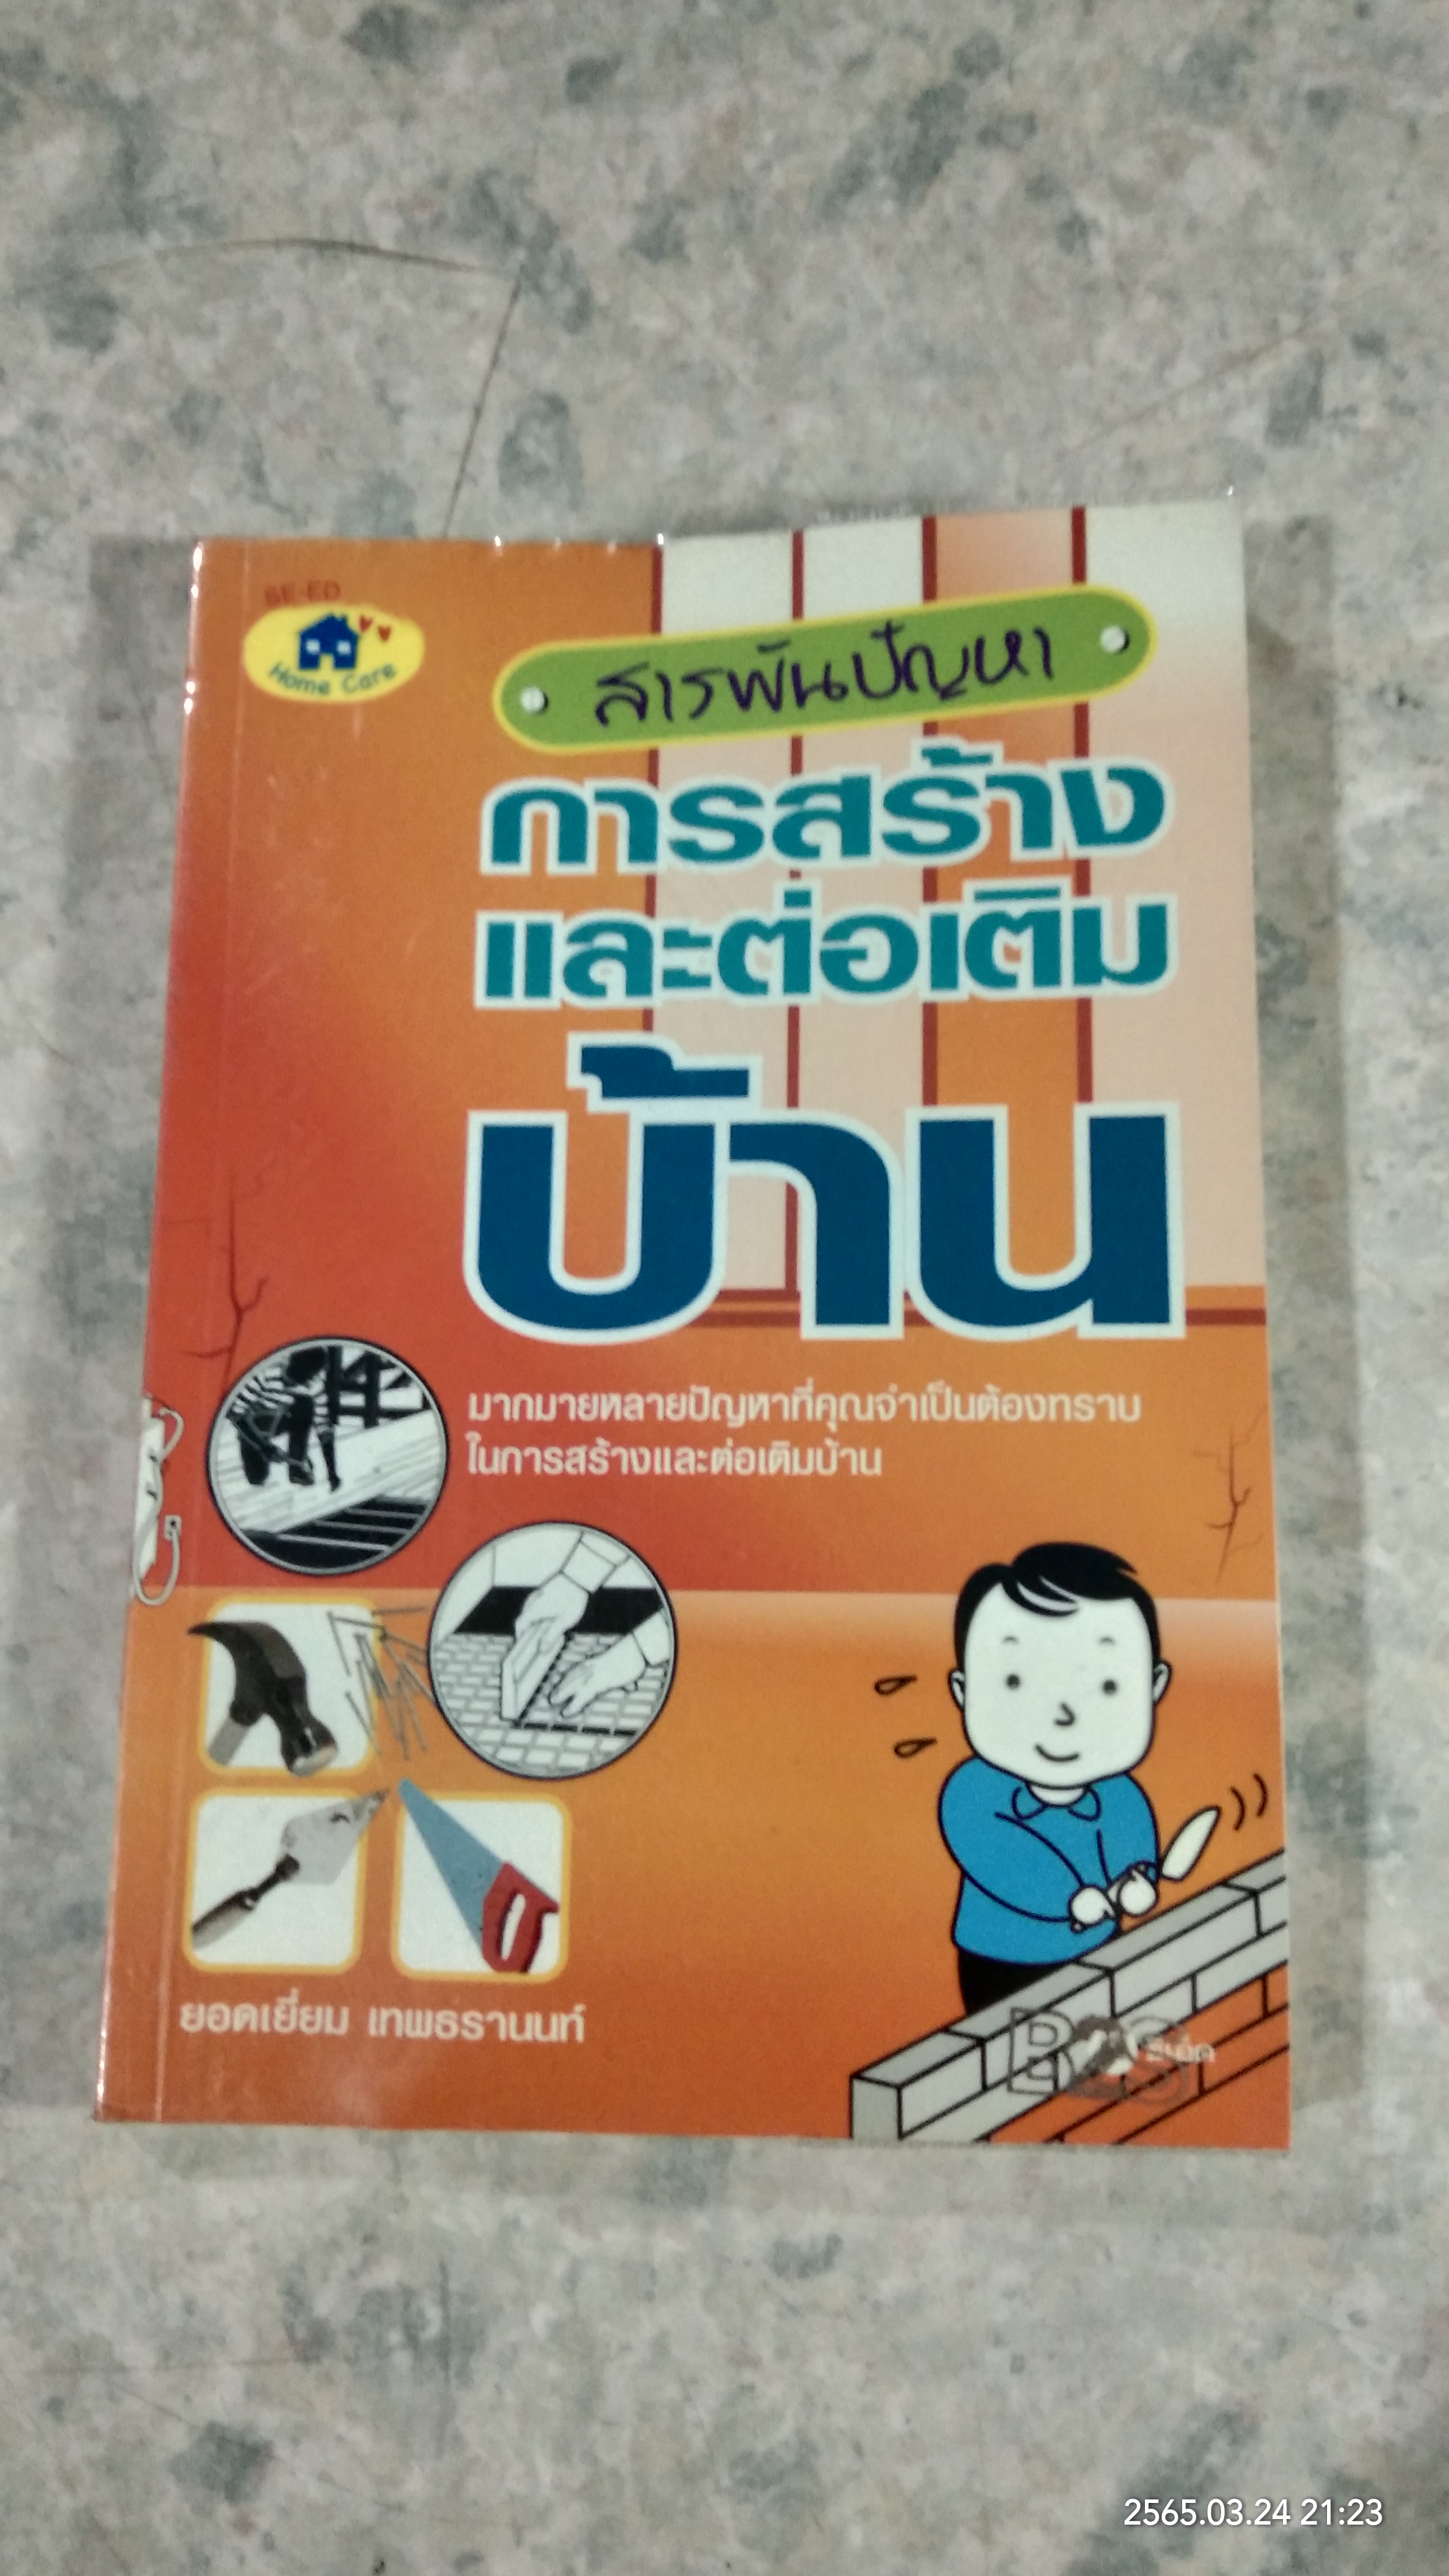 SE-ED
Home Care
สารพันปัญหา
การสร้าง
และต่อเติม
บ้าน
มากมายหลายปัญหาที่คุณจำเป็นต้องทราบ
ในการสร้างและต่อเติมบ้าน
ยอดเยี่ยม เทพธรานนท์
ซีเอ็ด
2565.03.24 21:23